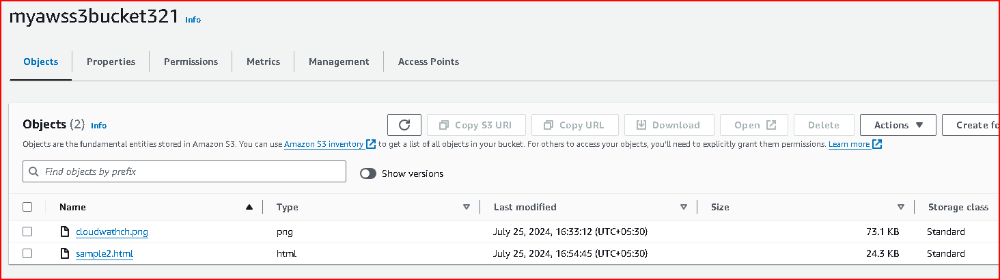 myawss3bucket321 Info
Objects Properties Permissions Metrics Management Access Points
Objects (2) Info Copy S3 URI Copy URL Download Open Delete Actions Create fo
Objects are the fundamental entities stored in Amazon S3. You can use Amazon S3 inventory to get a list of all objects in your bucket. For others to access your objects, you'll need to explicitly grant them permissions. Learn more
Find objects by prefix Show versions
Name Type Last modified Size Storage class
cloudwathch.png png July 25, 2024, 16:33:12 (UTC+05:30) 73.1 KB Standard
sample2.html html July 25, 2024, 16:54:45 (UTC+05:30) 24.3 KB Standard